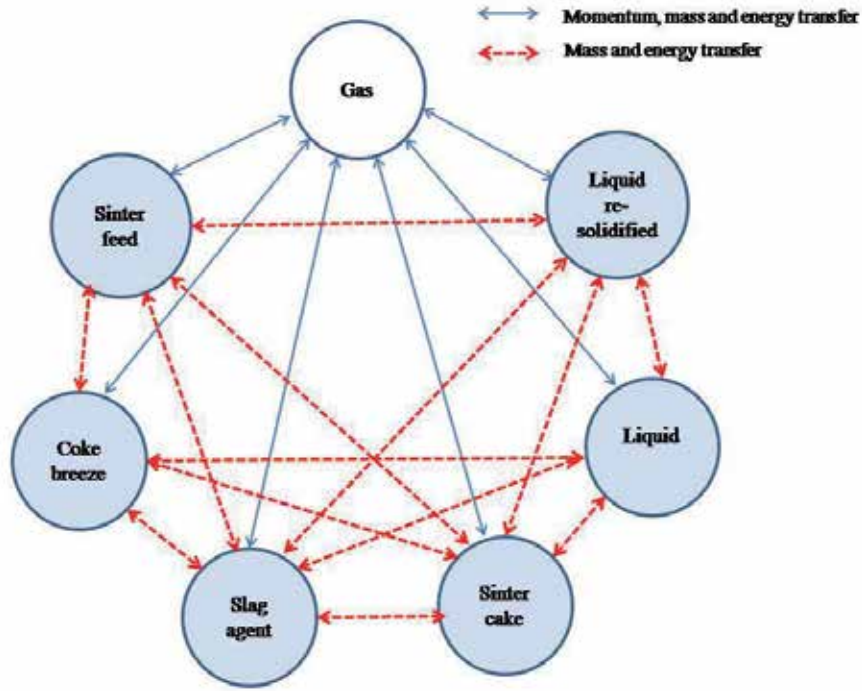 Momentum, mass and energy transfer
Mass and energy transfer
Gas
Sinter
feed
Liquid
re-
solidified
Coke
breeze
Liquid
Slag
agent
Sinter
cake